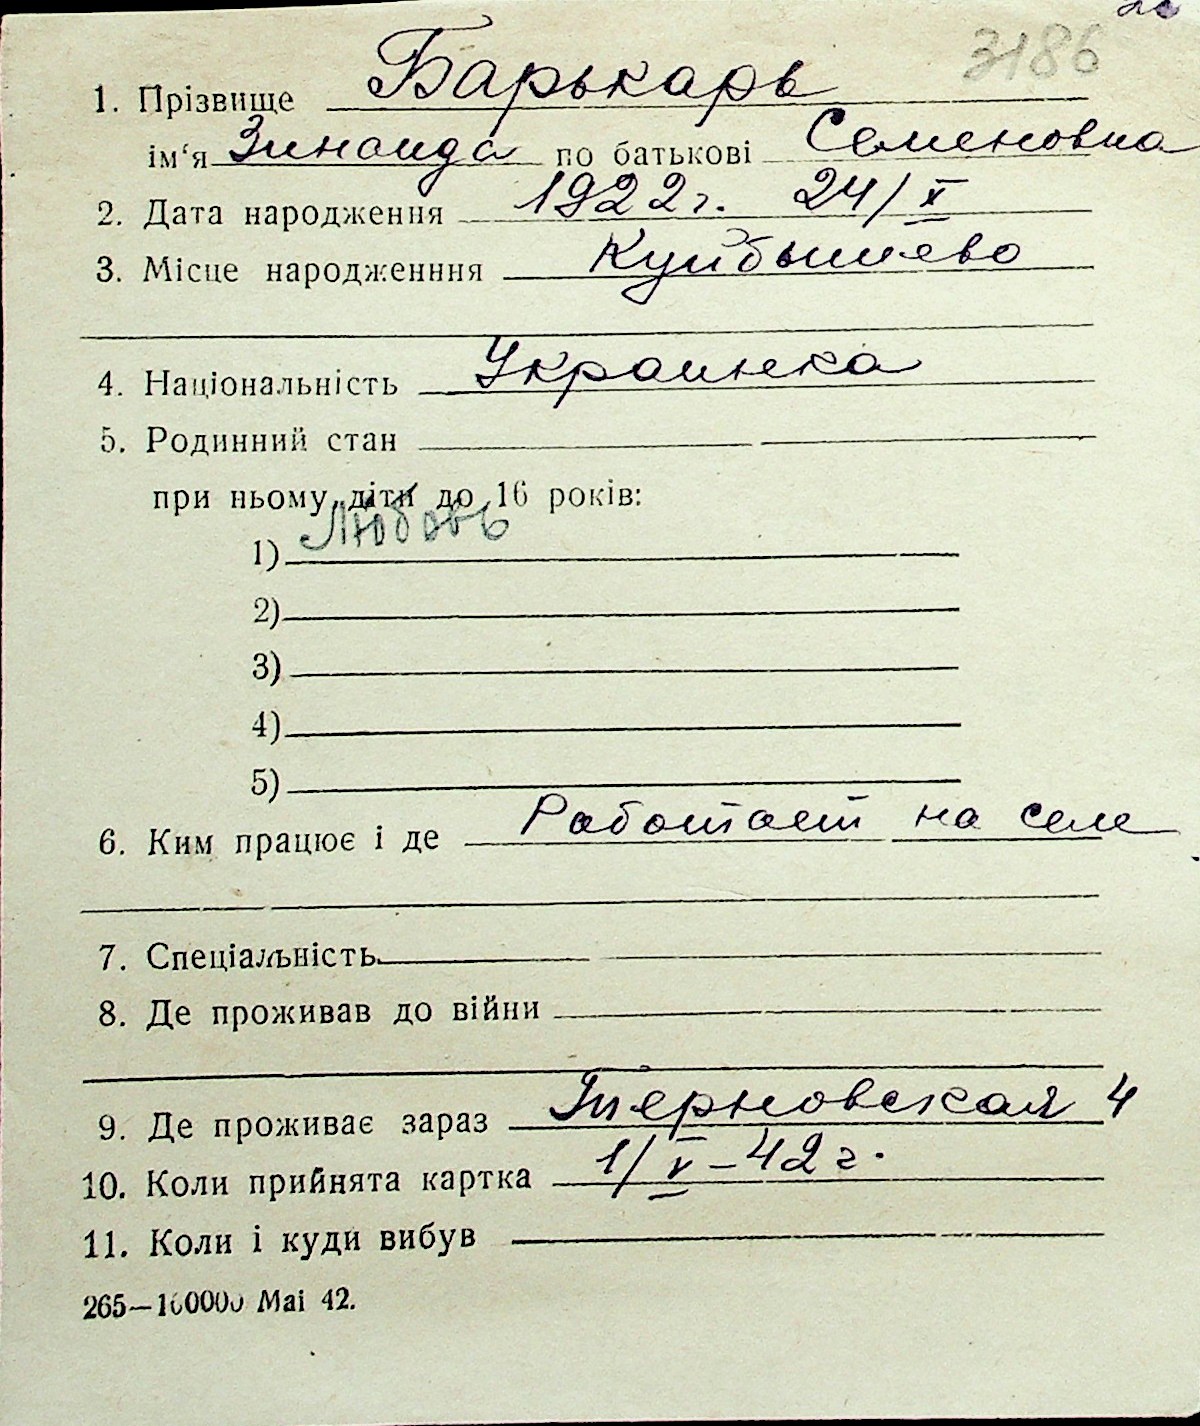 3186
1. Прізвище Барькарь
ім'я Зинаида по батькові Семеновна
2. Дата народження 1922 г. 24/X
3. Місце народженння Куйбышево
4. Національність Украинка
5. Родинний стан
при ньому діти до 16 років:
1) Любовь
2)
3)
4)
5)
6. Ким працює і де Работает на селе
7. Спеціальність
8. Де проживав до війни
9. Де проживає зараз Терновская 4
10. Коли прийнята картка 1/V – 42 г.
11. Коли і куди вибув
265—100000 Mai 42.